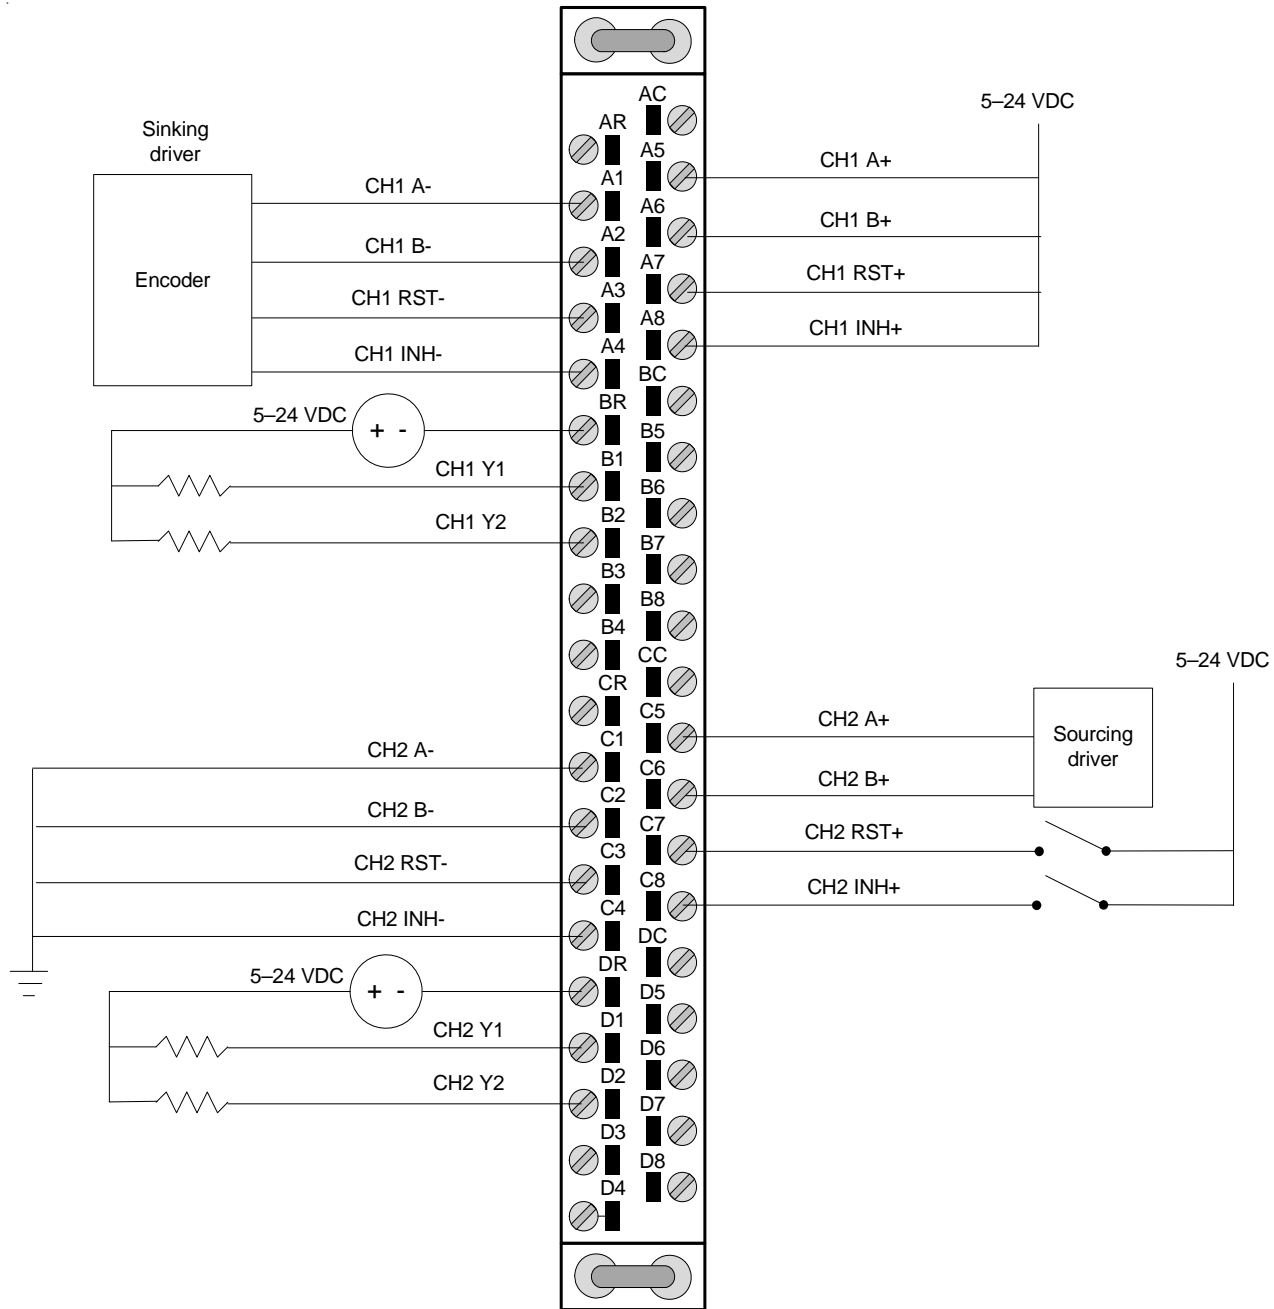 Sinking
driver
Encoder
CH1 A-
CH1 B-
CH1 RST-
CH1 INH-
5–24 VDC
+ -
CH1 Y1
CH1 Y2
CH2 A-
CH2 B-
CH2 RST-
CH2 INH-
5–24 VDC
+ -
CH2 Y1
CH2 Y2
AR
A1
A2
A3
A4
BR
B1
B2
B3
B4
CR
C1
C2
C3
C4
DR
D1
D2
D3
D4
AC
A5
A6
A7
A8
BC
B5
B6
B7
B8
CC
C5
C6
C7
C8
DC
D5
D6
D7
D8
5–24 VDC
CH1 A+
CH1 B+
CH1 RST+
CH1 INH+
5–24 VDC
CH2 A+
Sourcing
driver
CH2 B+
CH2 RST+
CH2 INH+